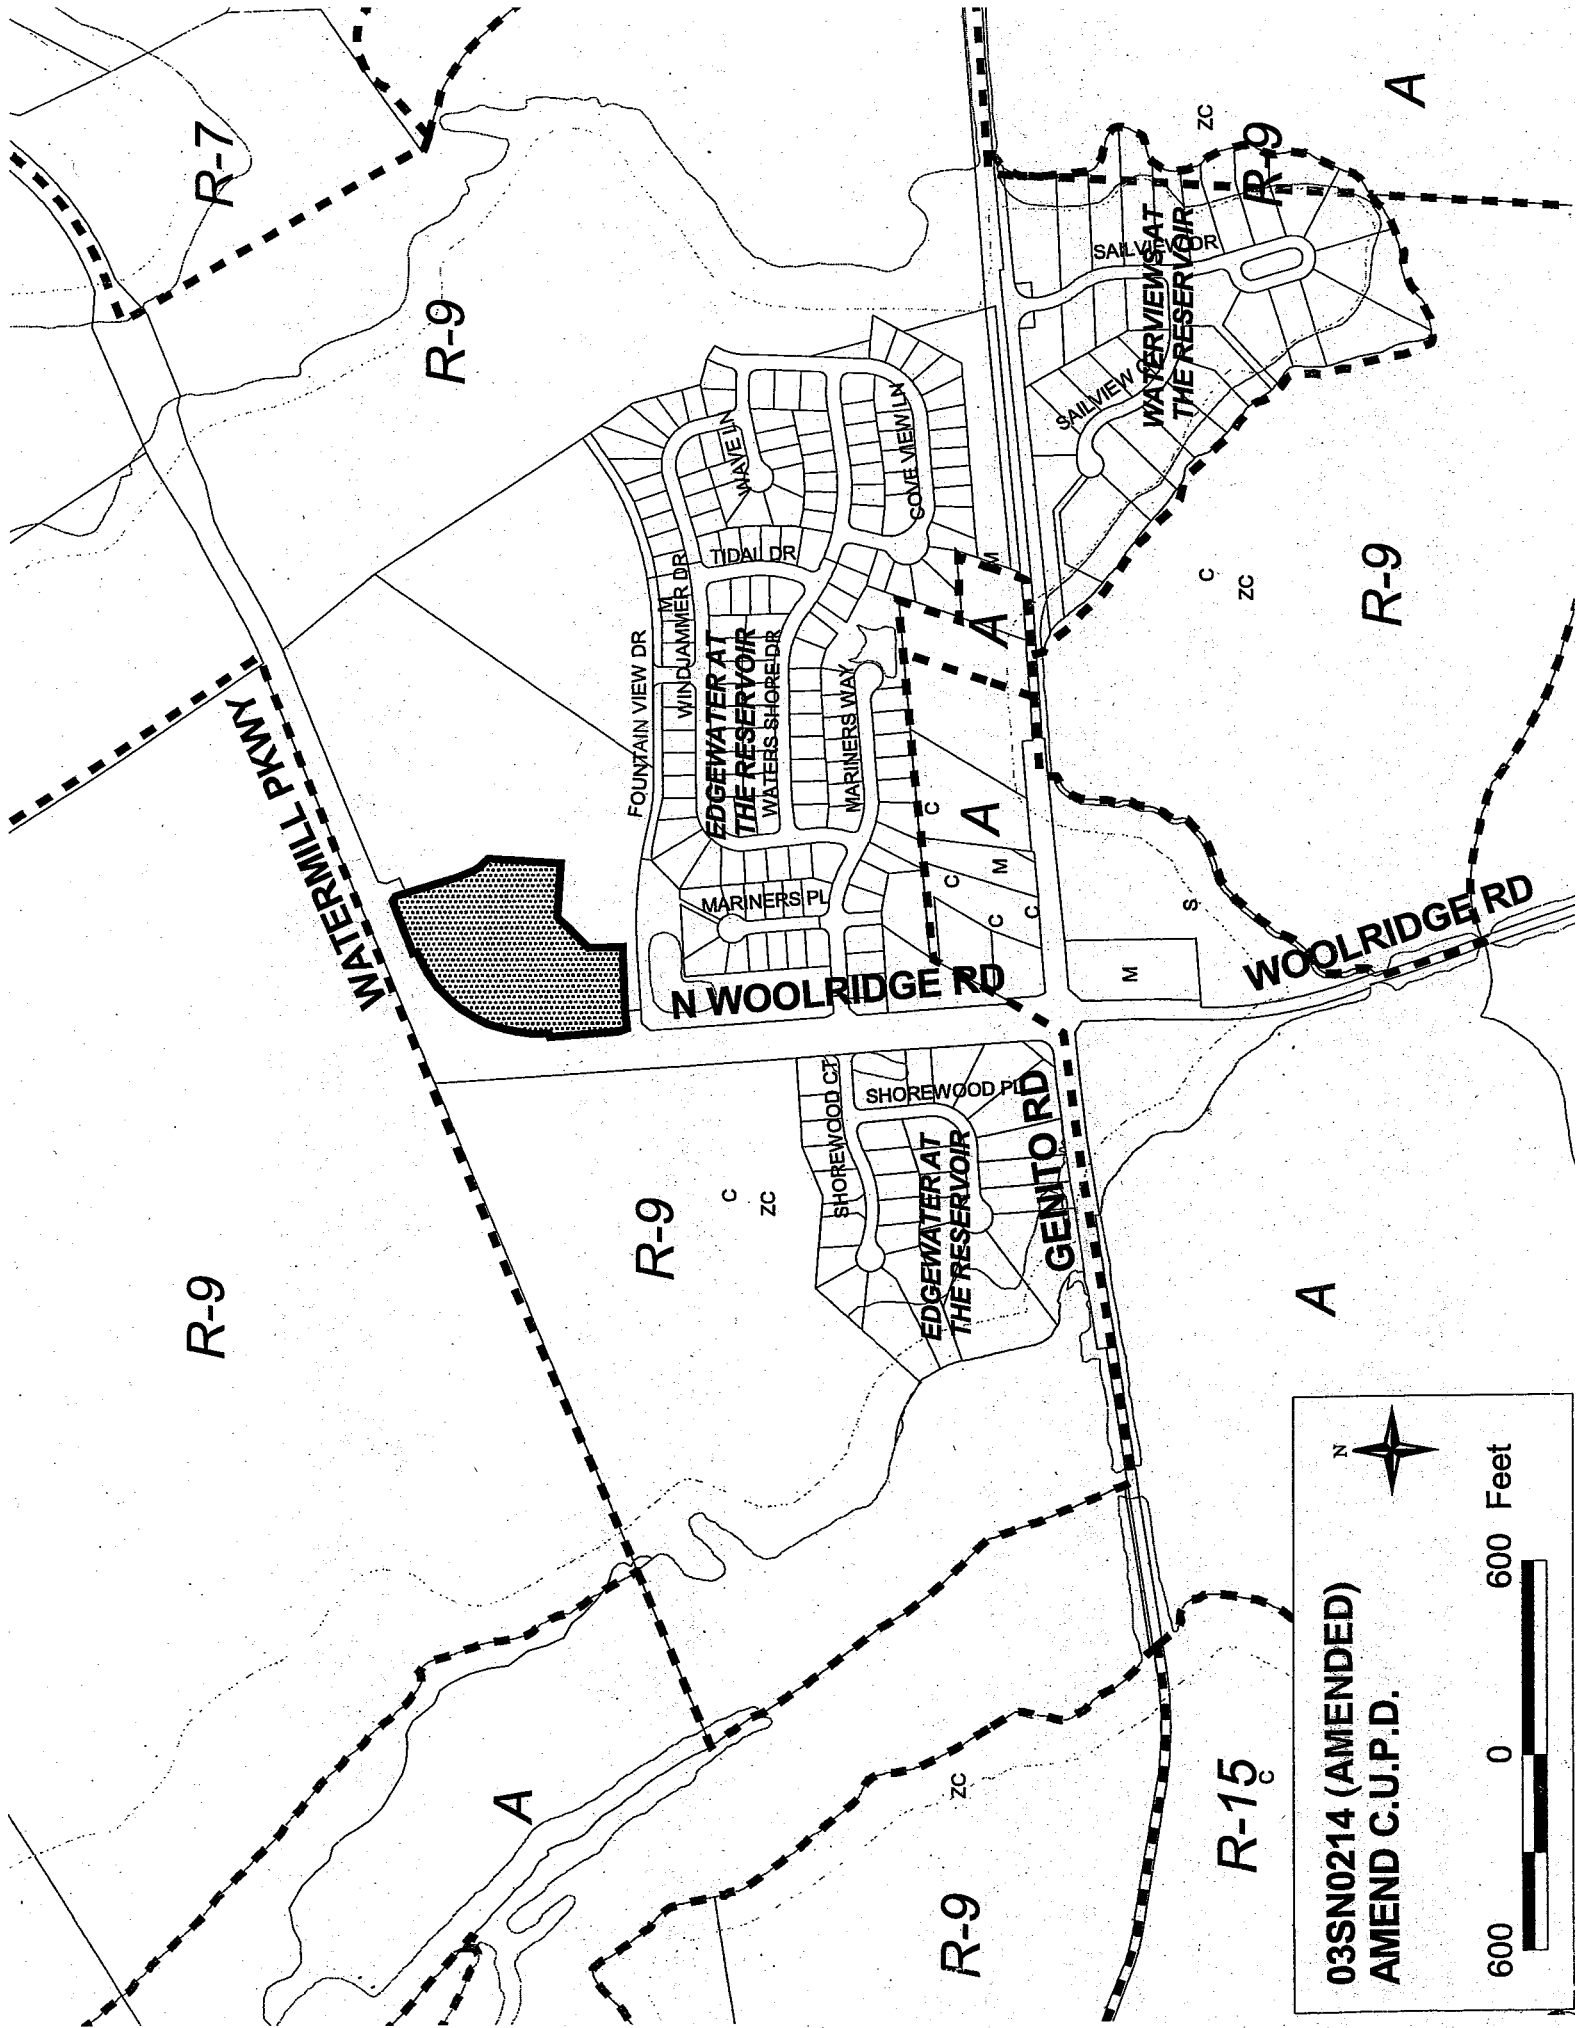 R-7
R-9
R-9
R-9
WATERMILL PKWY
FOUNTAIN VIEW DR
M
WINDJAMMER DR
EDGEWATER AT
THE RESERVOIR
WATERS SHORE DR
TIDAL DR
WAVE LN
COVE VIEW LN
MARINERS WAY
MARINERS PL
N WOOLRIDGE RD
C
ZC
SHOREWOOD CT
SHOREWOOD PL
EDGEWATER AT
THE RESERVOIR
GENITO RD
A
A
M
C
C
M
C
C
M
S
WOOLRIDGE RD
SAILVIEW DR
SAILVIEW C
WATERVIEWS AT
THE RESERVOIR
ZC
R-9
A
C
ZC
R-9
A
A
ZC
R-9
R-15
C
03SN0214 (AMENDED)
AMEND C.U.P.D.
N
600 0 600 Feet